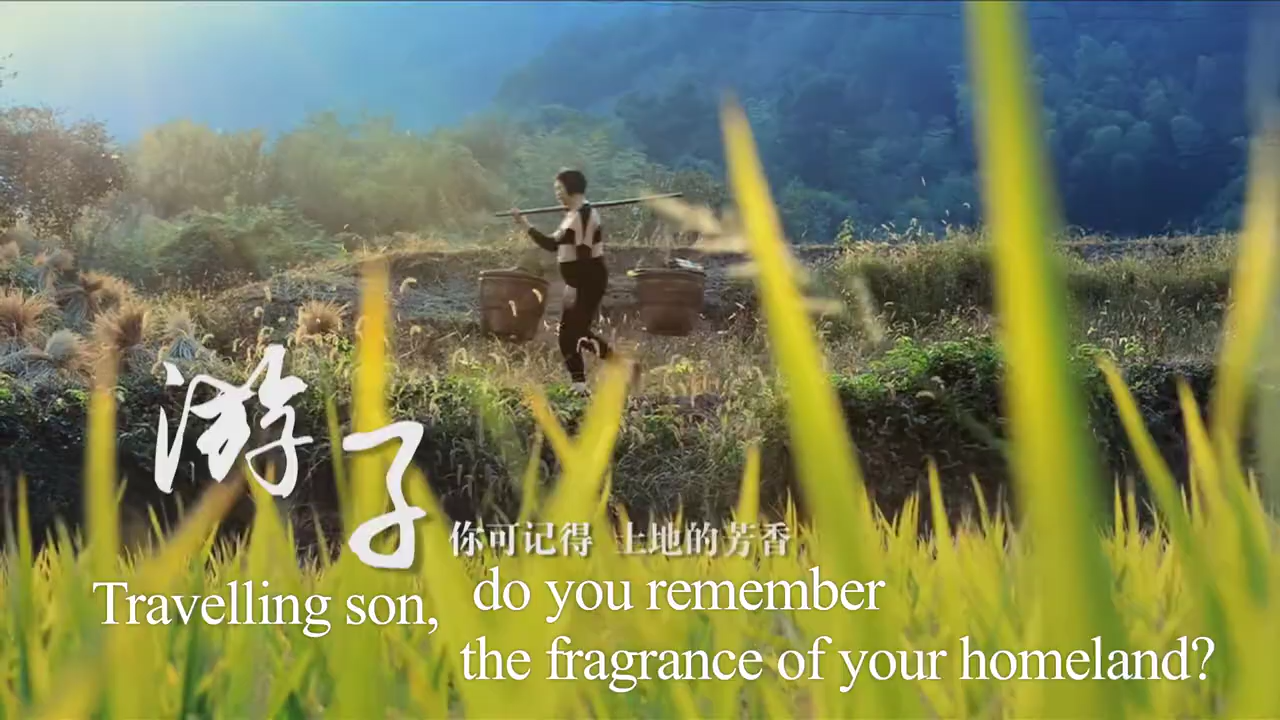 游子
你可记得 土地的芳香
Travelling son,
do you remember
the fragrance of your homeland?